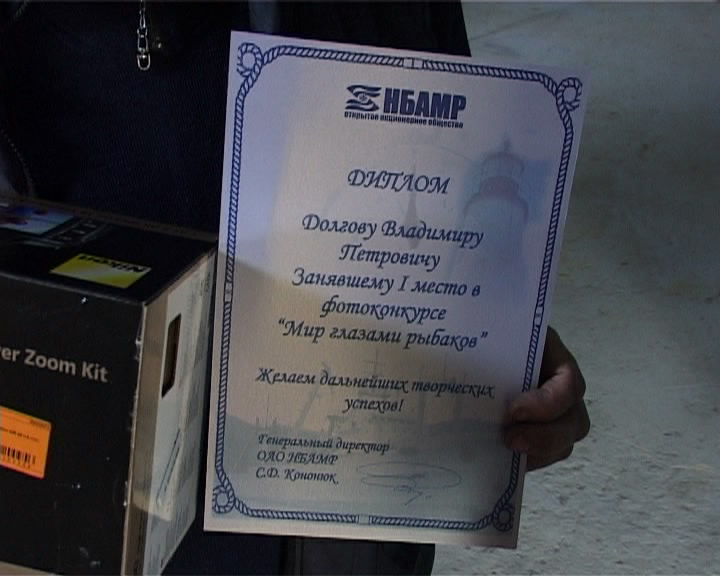 НБАМР
открытое акционерное общество
ДИПЛОМ
Долгову Владимиру
Петровичу
Занявшему I место в
фотоконкурсе
"Мир глазами рыбаков"
Желаем дальнейших творческих
успехов!
Генеральный директор
ОАО НБАМР
С.Д. Кононюк
Nikon
er Zoom Kit